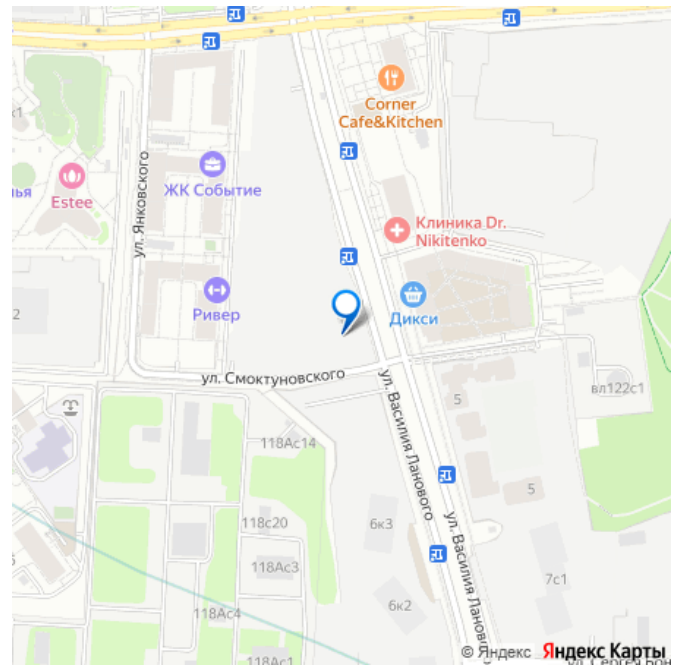 Corner
Cafe&Kitchen
ул. Янковского
ЖК Событие
Estee
Клиника Dr.
Nikitenko
Ривер
Дикси
2
ул. Смоктуновского
ул. Василия Ланового
5
вл122с1
118Ас14
5
118с20
6к3
ул. Василия Ланового
118Ас3
7с1
6к2
118Ас4
118Ас1
© Яндекс Яндекс Карты